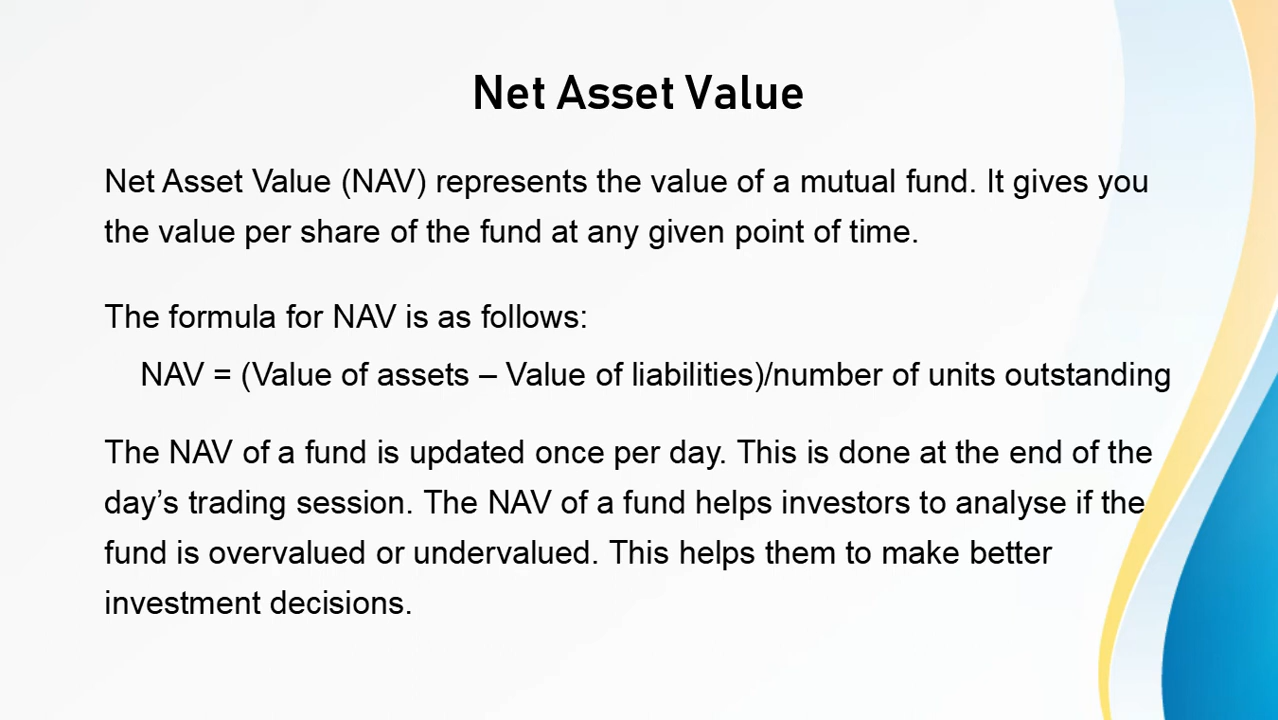 Net Asset Value
Net Asset Value (NAV) represents the value of a mutual fund. It gives you
the value per share of the fund at any given point of time.
The formula for NAV is as follows:
NAV = (Value of assets – Value of liabilities)/number of units outstanding
The NAV of a fund is updated once per day. This is done at the end of the
day’s trading session. The NAV of a fund helps investors to analyse if the
fund is overvalued or undervalued. This helps them to make better
investment decisions.